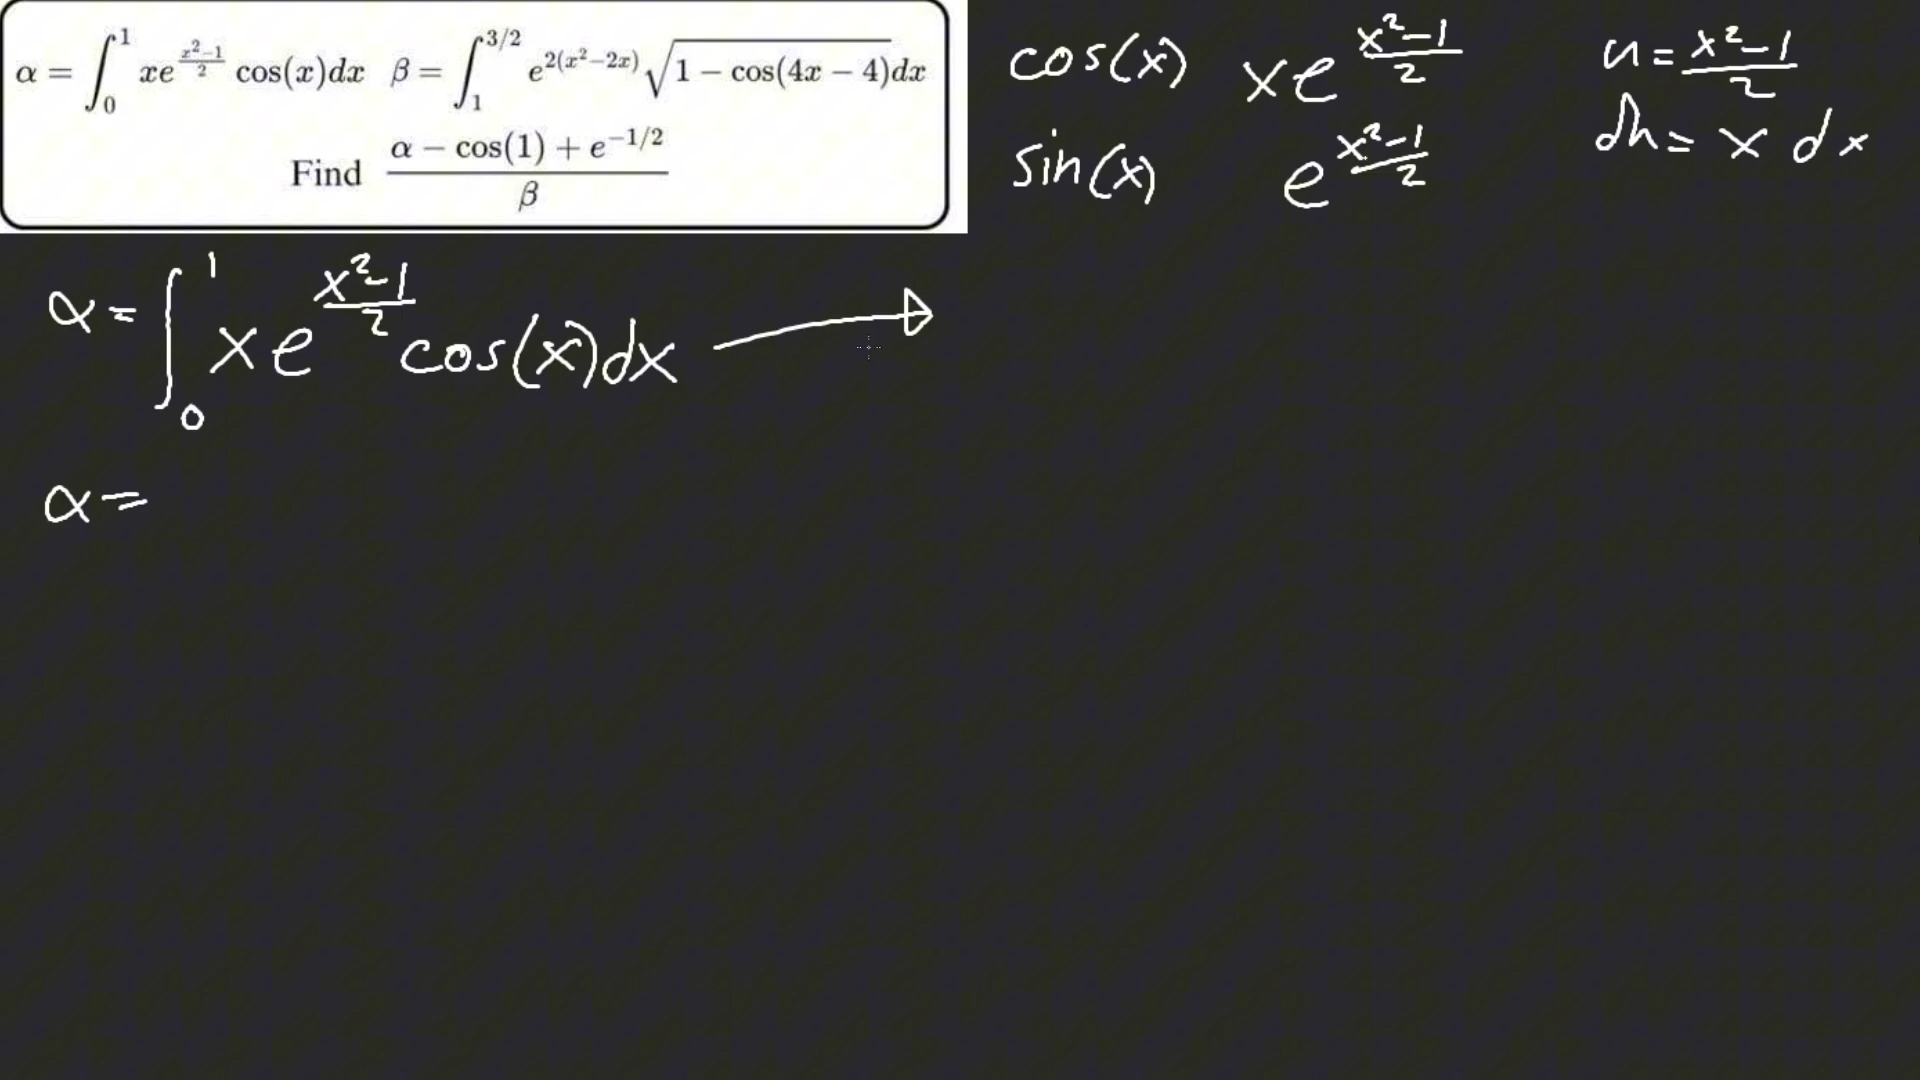 α = ∫₀¹ xe^{(x²−1)/2} cos(x)dx β = ∫₁^{3/2} e^{2(x²−2x)} √(1 − cos(4x − 4)) dx
Find (α − cos(1) + e^{−1/2}) / β
cos(x) xe^{(x²−1)/2} u = (x²−1)/2
sin(x) e^{(x²−1)/2} du = x dx
α = ∫₀¹ xe^{(x²−1)/2} cos(x)dx →
α =